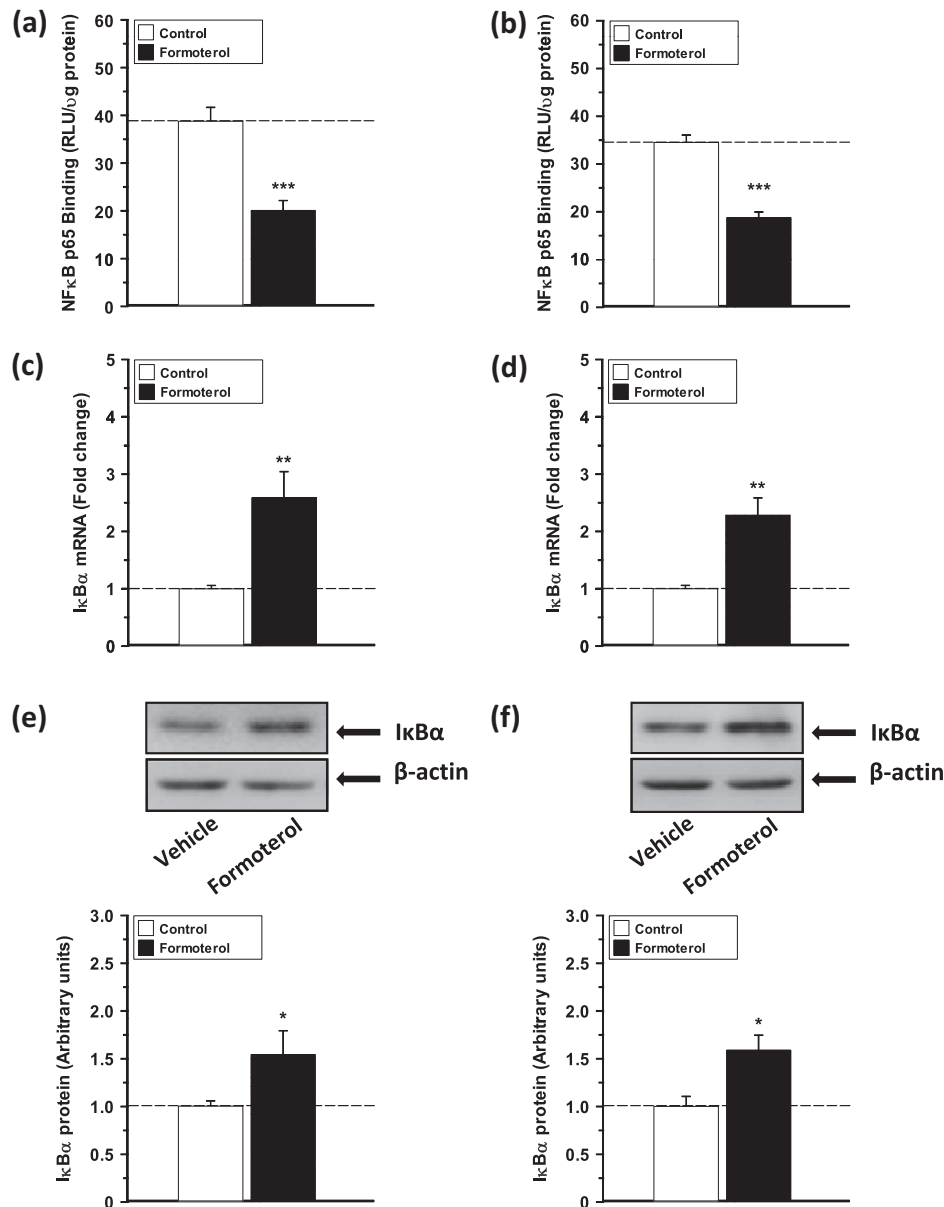 (a)
NFκB p65 Binding (RLU/υg protein)
60
50
40
30
20
10
0
Control
Formoterol
***
(b)
NFκB p65 Binding (RLU/υg protein)
60
50
40
30
20
10
0
Control
Formoterol
***
(c)
IκBα mRNA (Fold change)
5
4
3
2
1
0
Control
Formoterol
**
(d)
IκBα mRNA (Fold change)
5
4
3
2
1
0
Control
Formoterol
**
(e)
IκBα
β-actin
Vehicle
Formoterol
IκBα protein (Arbitrary units)
3.0
2.5
2.0
1.5
1.0
0.5
0
Control
Formoterol
*
(f)
IκBα
β-actin
Vehicle
Formoterol
IκBα protein (Arbitrary units)
3.0
2.5
2.0
1.5
1.0
0.5
0
Control
Formoterol
*